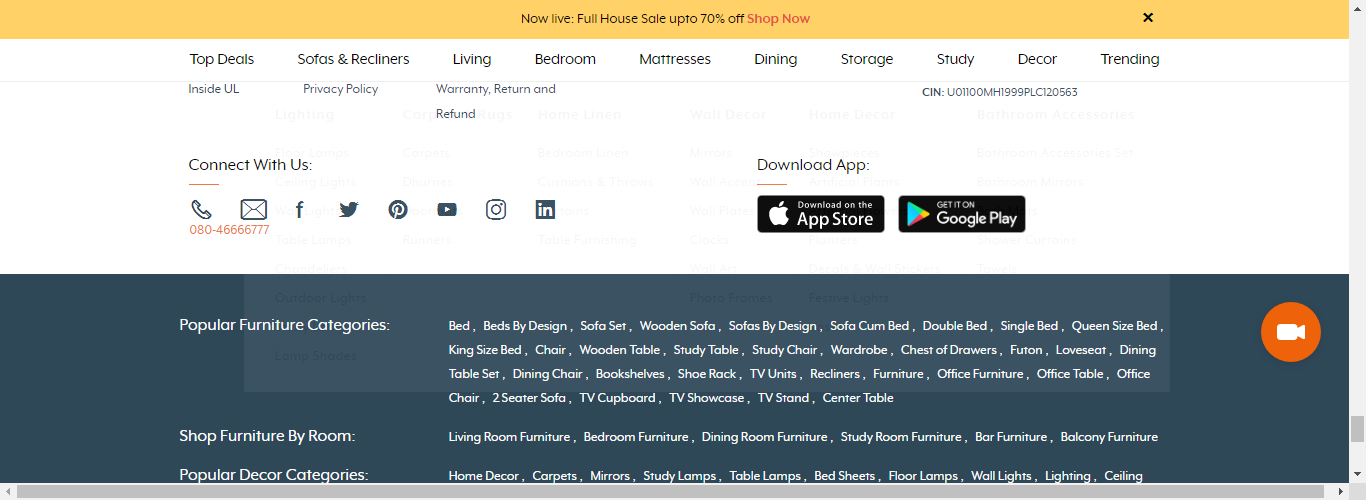 Now live: Full House Sale upto 70% off Shop Now ✕
Top Deals Sofas & Recliners Living Bedroom Mattresses Dining Storage Study Decor Trending
Inside UL Privacy Policy Warranty, Return and CIN: U01100MH1999PLC120563
Refund
Lighting Carpets Rugs Home Linen Wall Decor Home Decor Bathroom Accessories
Floor Lamps Carpets Bedroom Linen Mirrors Showpieces Bathroom Accessories Set
Connect With Us: Download App:
Ceiling Lights Dhurries Cushions & Throws Wall Accessories Artificial Plants Bathroom Mirrors
Download on the App Store
GET IT ON Google Play
Wall Plates
080-46666777
Table Lamps Runners Table Furnishing Clocks Planters Shower Curtains
Chandeliers Wall Art Decals & Wall Stickers Towels
Outdoor Lights Photo Frames Festive Lights
Lamp Shades
Popular Furniture Categories: Bed , Beds By Design , Sofa Set , Wooden Sofa , Sofas By Design , Sofa Cum Bed , Double Bed , Single Bed , Queen Size Bed ,
King Size Bed , Chair , Wooden Table , Study Table , Study Chair , Wardrobe , Chest of Drawers , Futon , Loveseat , Dining
Table Set , Dining Chair , Bookshelves , Shoe Rack , TV Units , Recliners , Furniture , Office Furniture , Office Table , Office
Chair , 2 Seater Sofa , TV Cupboard , TV Showcase , TV Stand , Center Table
Shop Furniture By Room: Living Room Furniture , Bedroom Furniture , Dining Room Furniture , Study Room Furniture , Bar Furniture , Balcony Furniture
Popular Decor Categories: Home Decor , Carpets , Mirrors , Study Lamps , Table Lamps , Bed Sheets , Floor Lamps , Wall Lights , Lighting , Ceiling